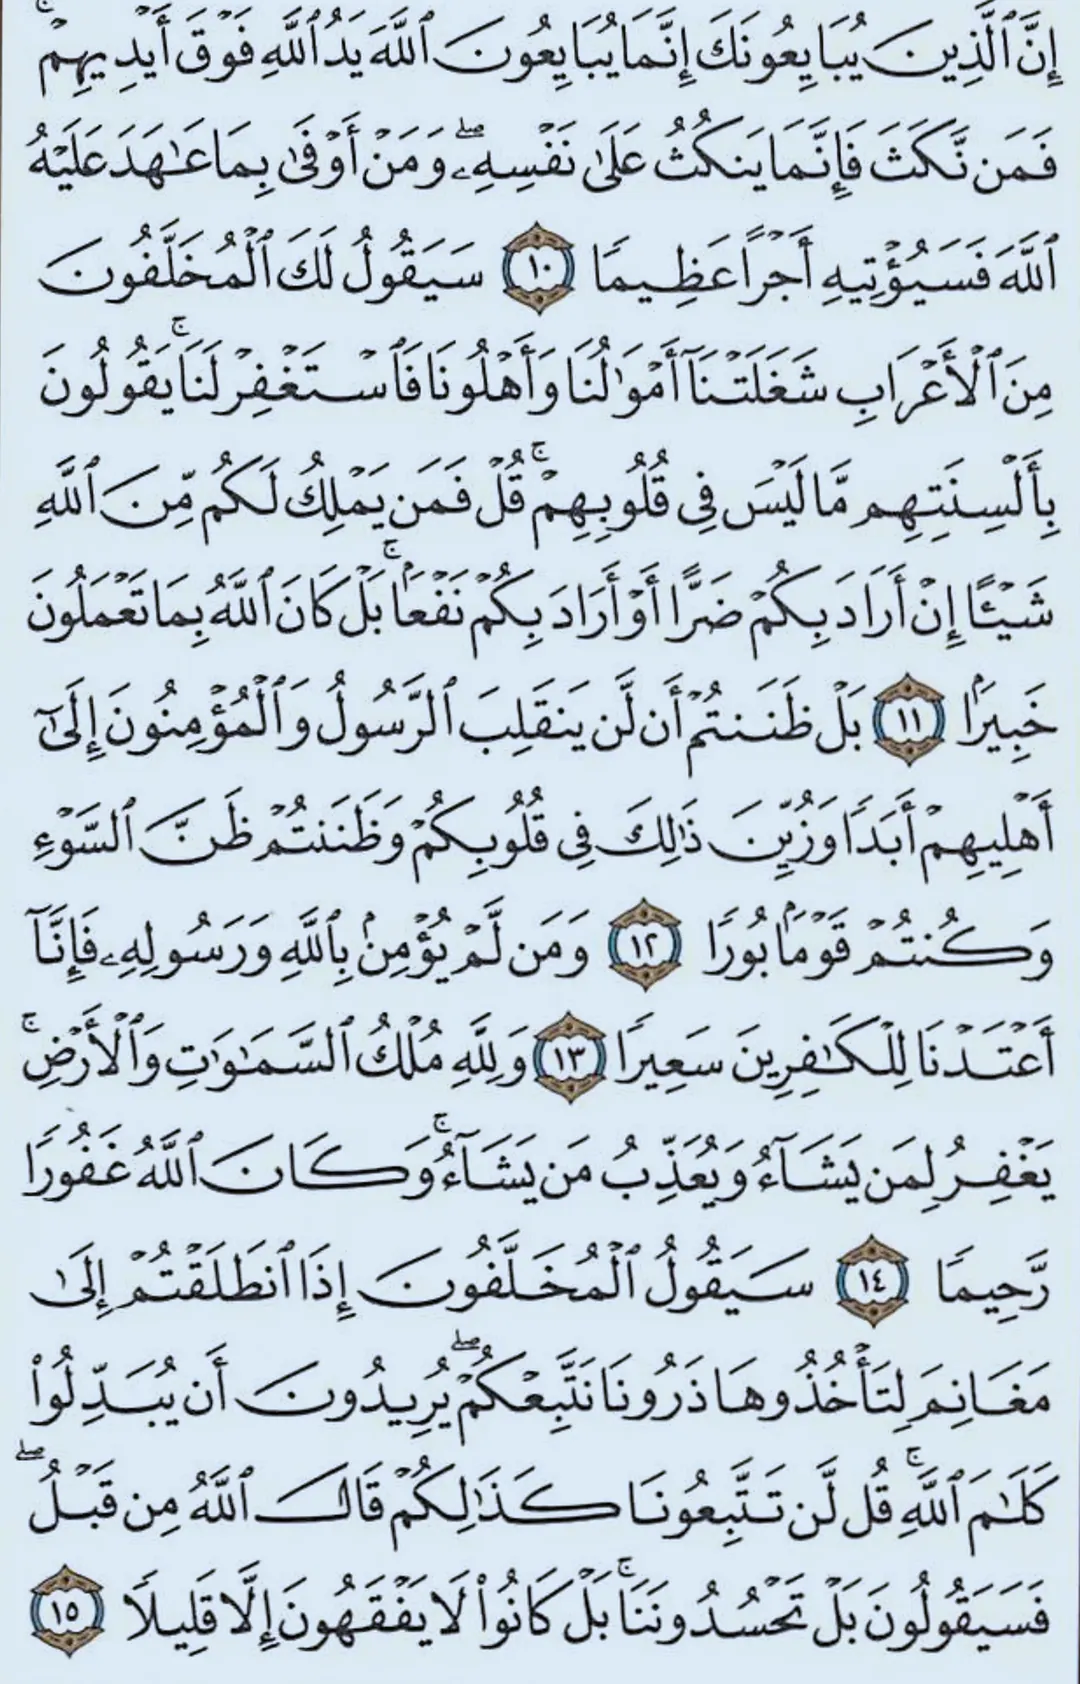 إِنَّ ٱلَّذِينَ يُبَايِعُونَكَ إِنَّمَا يُبَايِعُونَ ٱللَّهَ يَدُ ٱللَّهِ فَوْقَ أَيْدِيهِمْۚ
فَمَن نَّكَثَ فَإِنَّمَا يَنكُثُ عَلَىٰ نَفْسِهِۦۖ وَمَنْ أَوْفَىٰ بِمَا عَٰهَدَ عَلَيْهُ
ٱللَّهَ فَسَيُؤْتِيهِ أَجْرًا عَظِيمًا ١٠ سَيَقُولُ لَكَ ٱلْمُخَلَّفُونَ
مِنَ ٱلْأَعْرَابِ شَغَلَتْنَآ أَمْوَٰلُنَا وَأَهْلُونَا فَٱسْتَغْفِرْ لَنَاۚ يَقُولُونَ
بِأَلْسِنَتِهِم مَّا لَيْسَ فِى قُلُوبِهِمْۚ قُلْ فَمَن يَمْلِكُ لَكُم مِّنَ ٱللَّهِ
شَيْـًٔا إِنْ أَرَادَ بِكُمْ ضَرًّا أَوْ أَرَادَ بِكُمْ نَفْعَۢاۚ بَلْ كَانَ ٱللَّهُ بِمَا تَعْمَلُونَ
خَبِيرَۢا ١١ بَلْ ظَنَنتُمْ أَن لَّن يَنقَلِبَ ٱلرَّسُولُ وَٱلْمُؤْمِنُونَ إِلَىٰٓ
أَهْلِيهِمْ أَبَدًا وَزُيِّنَ ذَٰلِكَ فِى قُلُوبِكُمْ وَظَنَنتُمْ ظَنَّ ٱلسَّوْءِ
وَكُنتُمْ قَوْمَۢا بُورًا ١٢ وَمَن لَّمْ يُؤْمِنۢ بِٱللَّهِ وَرَسُولِهِۦ فَإِنَّآ
أَعْتَدْنَا لِلْكَٰفِرِينَ سَعِيرًا ١٣ وَلِلَّهِ مُلْكُ ٱلسَّمَٰوَٰتِ وَٱلْأَرْضِۚ
يَغْفِرُ لِمَن يَشَآءُ وَيُعَذِّبُ مَن يَشَآءُۚ وَكَانَ ٱللَّهُ غَفُورًا
رَّحِيمًا ١٤ سَيَقُولُ ٱلْمُخَلَّفُونَ إِذَا ٱنطَلَقْتُمْ إِلَىٰ
مَغَانِمَ لِتَأْخُذُوهَا ذَرُونَا نَتَّبِعْكُمْۖ يُرِيدُونَ أَن يُبَدِّلُوا۟
كَلَٰمَ ٱللَّهِۚ قُل لَّن تَتَّبِعُونَا كَذَٰلِكُمْ قَالَ ٱللَّهُ مِن قَبْلُۖ
فَسَيَقُولُونَ بَلْ تَحْسُدُونَنَاۚ بَلْ كَانُوا۟ لَا يَفْقَهُونَ إِلَّا قَلِيلًا ١٥